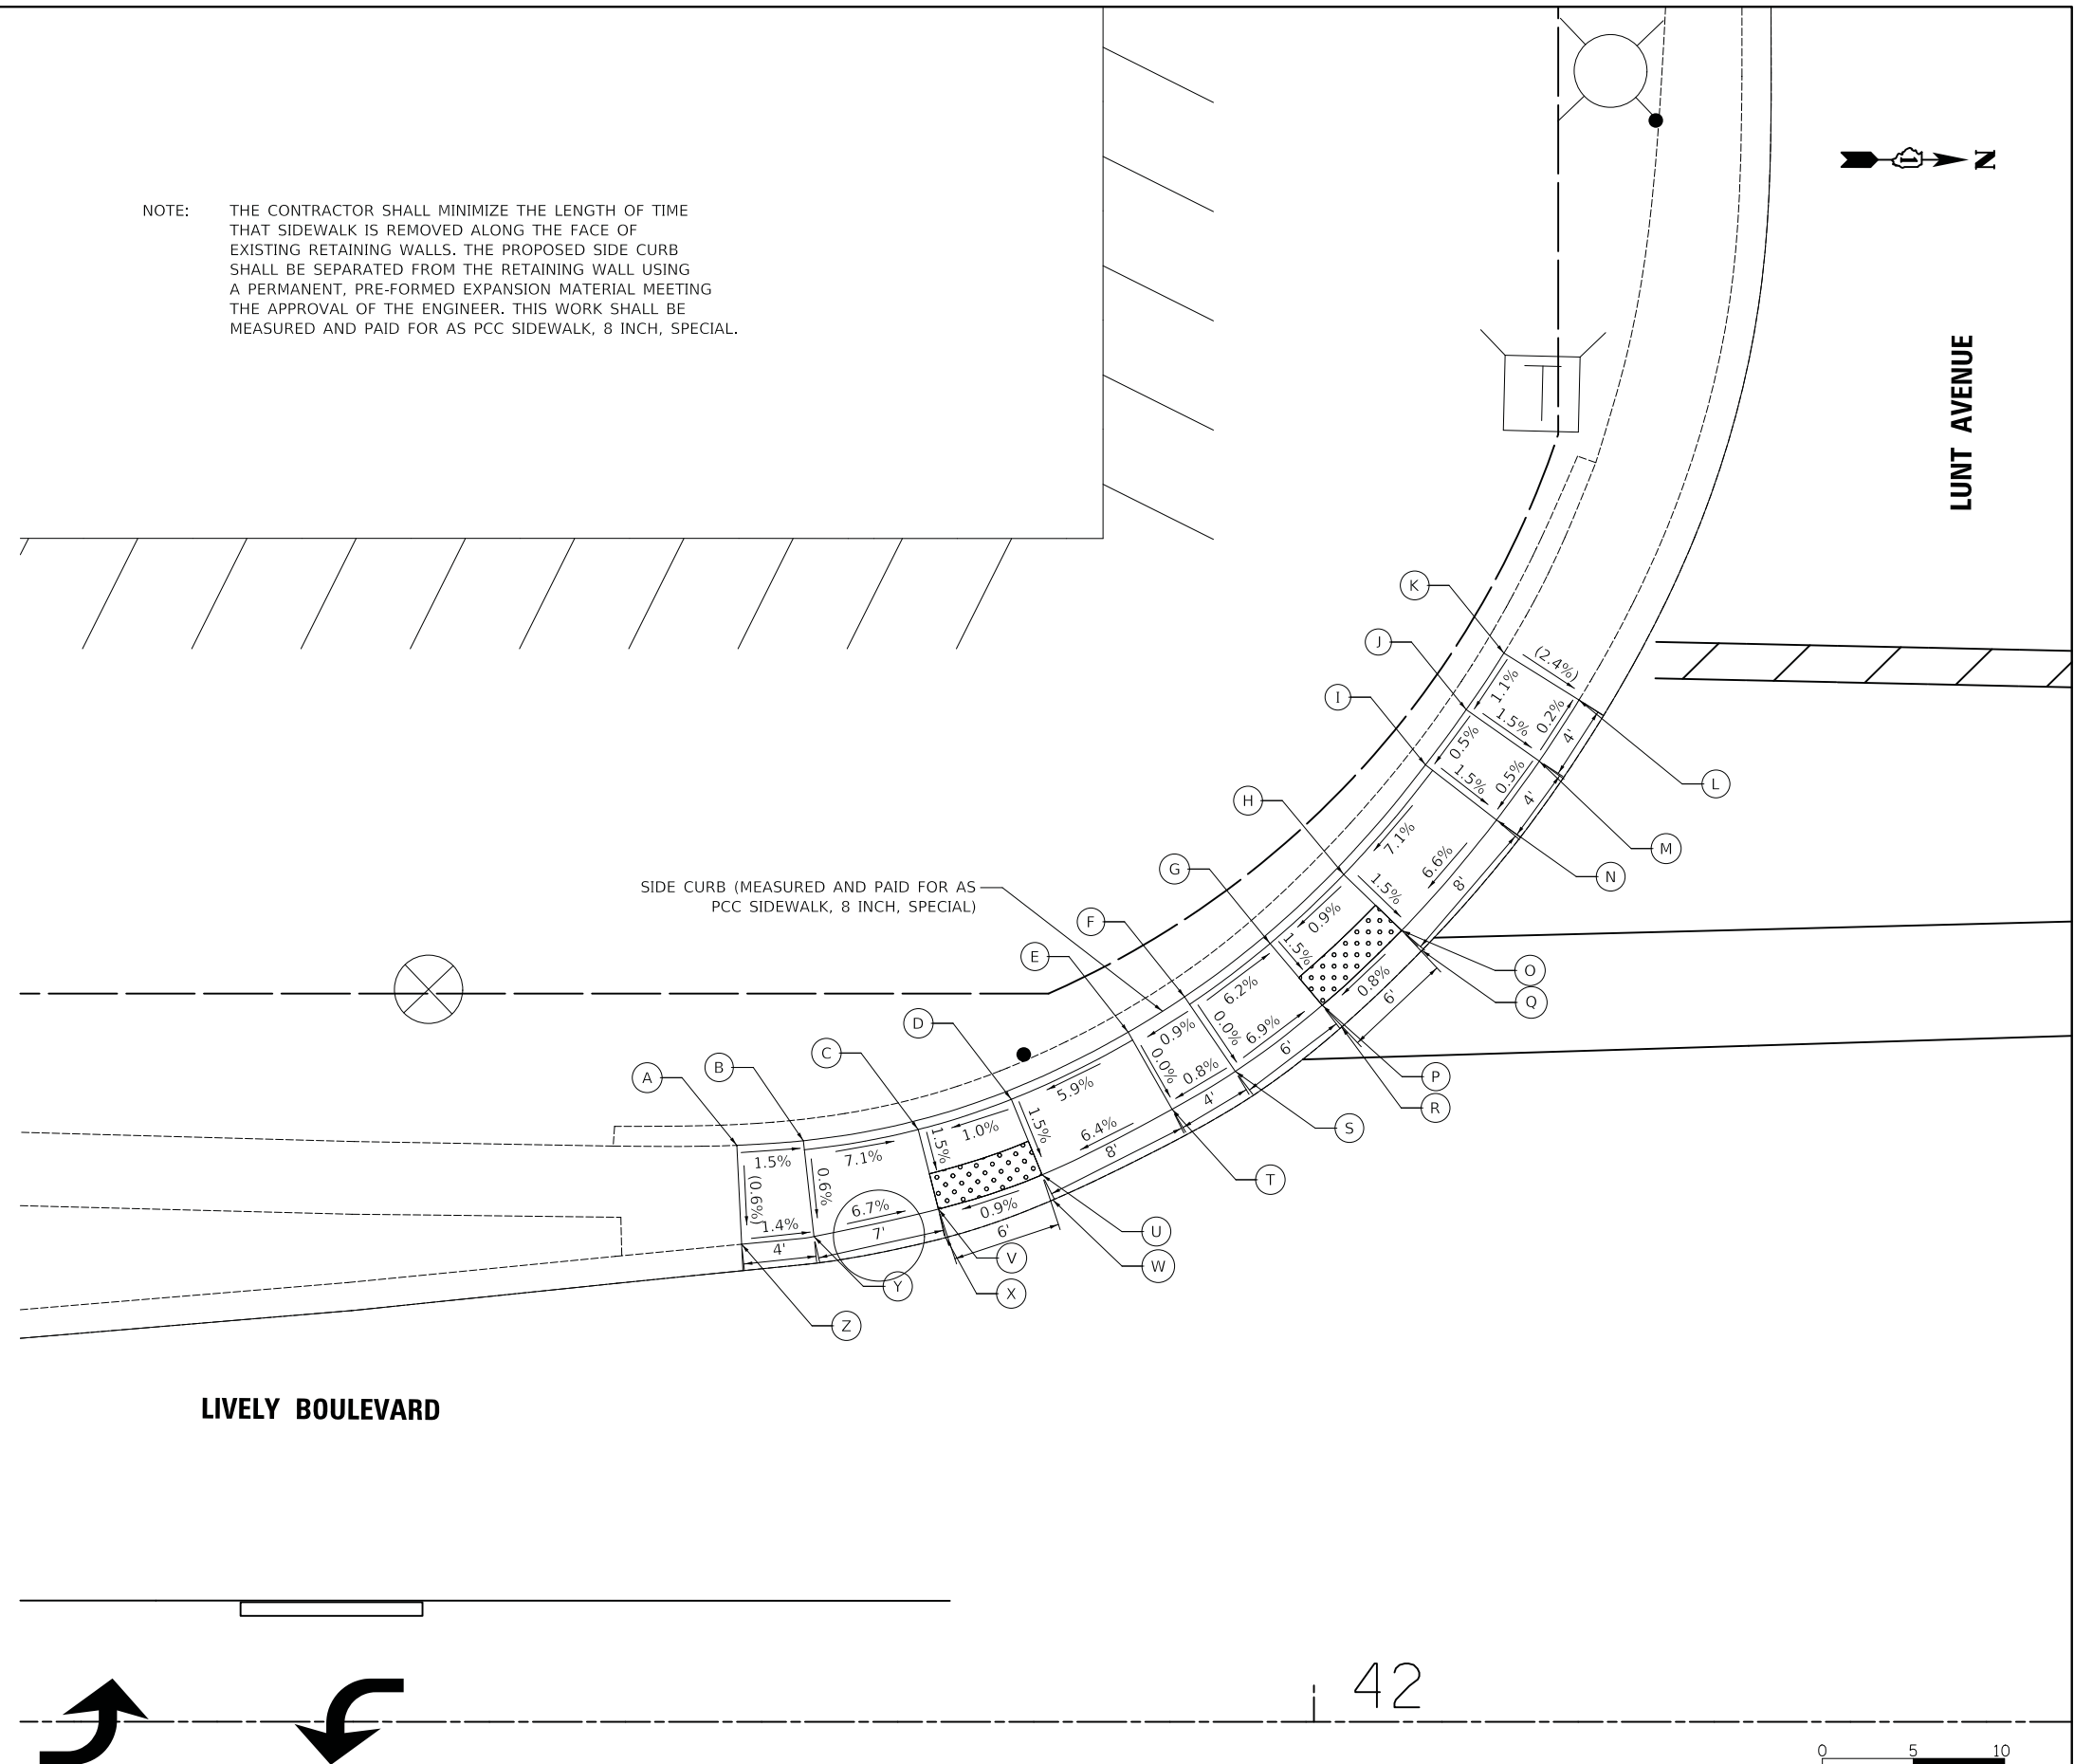 NOTE: THE CONTRACTOR SHALL MINIMIZE THE LENGTH OF TIME
THAT SIDEWALK IS REMOVED ALONG THE FACE OF
EXISTING RETAINING WALLS. THE PROPOSED SIDE CURB
SHALL BE SEPARATED FROM THE RETAINING WALL USING
A PERMANENT, PRE-FORMED EXPANSION MATERIAL MEETING
THE APPROVAL OF THE ENGINEER. THIS WORK SHALL BE
MEASURED AND PAID FOR AS PCC SIDEWALK, 8 INCH, SPECIAL.
N
LUNT AVENUE
T
K
(2.4%)
J
1.1%
1.5%
0.2%
4'
I
0.5%
1.5%
0.5%
4'
L
H
7.1%
6.6%
8'
M
N
SIDE CURB (MEASURED AND PAID FOR AS
PCC SIDEWALK, 8 INCH, SPECIAL)
G
1.5%
0.9%
1.5%
0.8%
6'
O
Q
F
6.2%
0.0%
6.9%
6'
P
R
E
0.9%
0.0%
0.8%
4'
S
D
5.9%
1.5%
6.4%
8'
T
C
1.0%
1.5%
0.9%
6'
U
W
B
7.1%
0.6%
6.7%
7'
V
X
A
1.5%
(0.6%)
1.4%
4'
Y
Z
LIVELY BOULEVARD
42
0 5 10